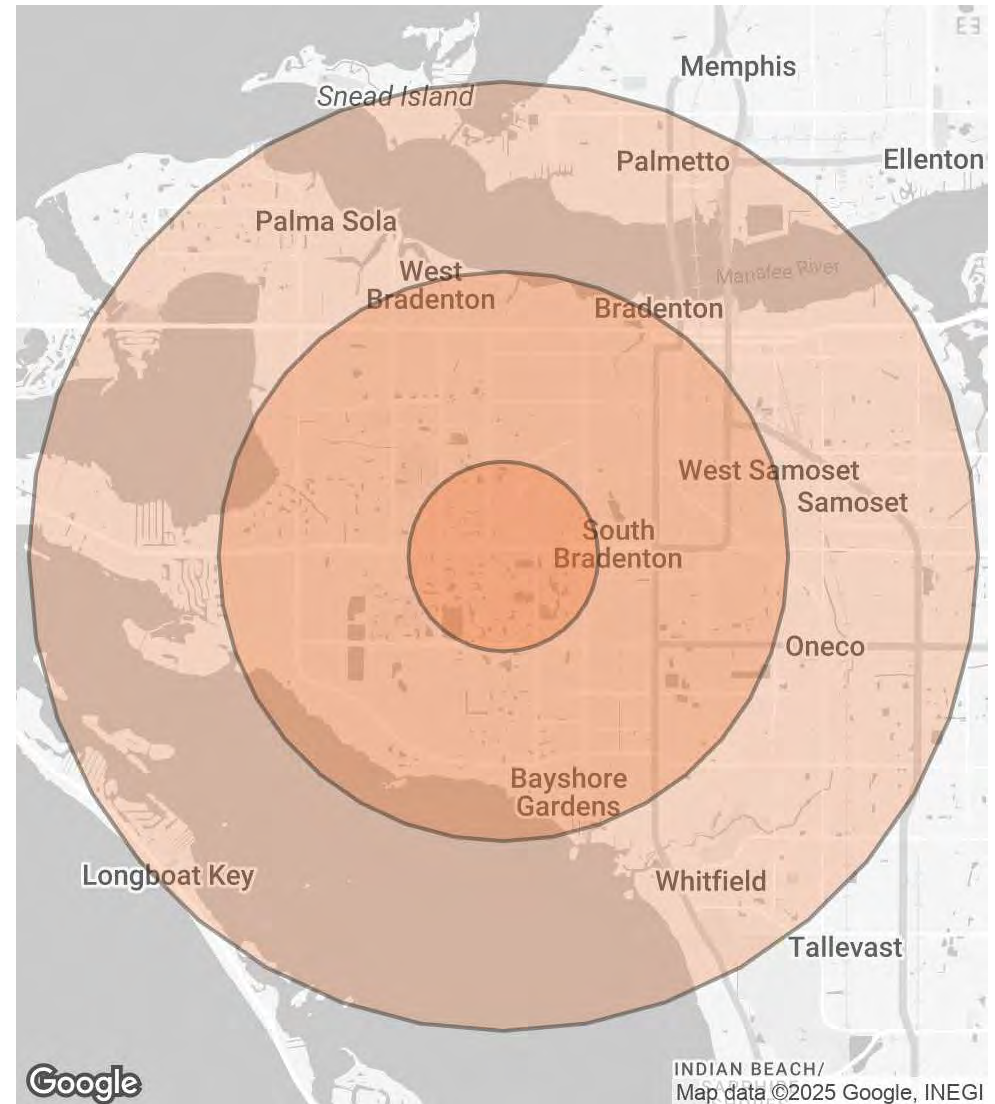 Memphis
Snead Island
Palmetto
Ellenton
Palma Sola
West
Bradenton
Manatee River
Bradenton
West Samoset
Samoset
South
Bradenton
Oneco
Bayshore
Gardens
Longboat Key
Whitfield
Tallevast
INDIAN BEACH/
Google
Map data ©2025 Google, INEGI